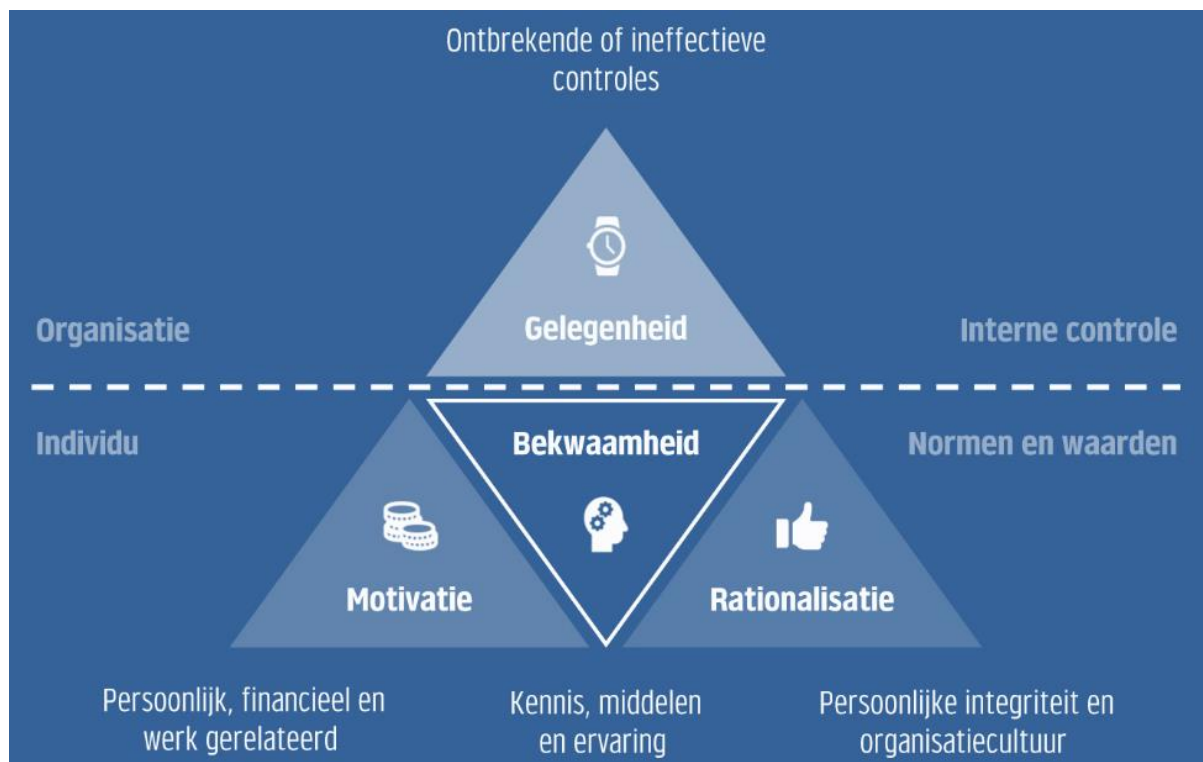 Ontbrekende of ineffectieve
controles
Gelegenheid
Organisatie
Interne controle
Individu
Bekwaamheid
Normen en waarden
Motivatie
Rationalisatie
Persoonlijk, financieel en
werk gerelateerd
Kennis, middelen
en ervaring
Persoonlijke integriteit en
organisatiecultuur